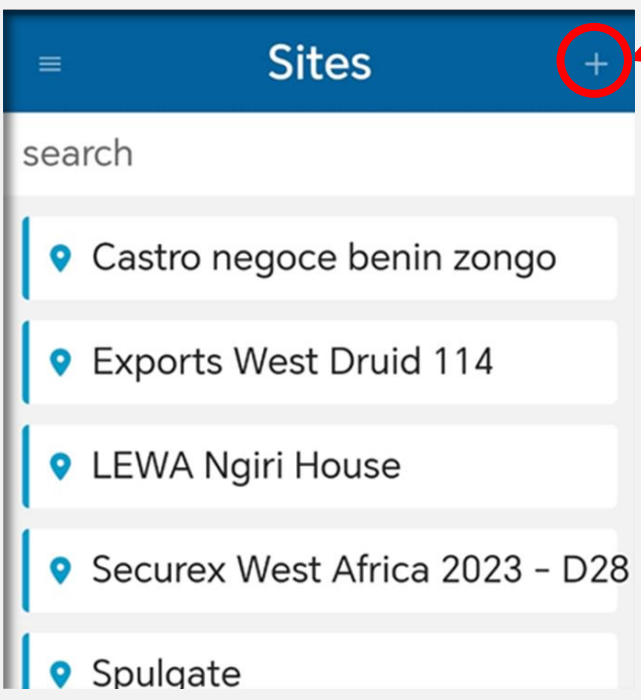 Sites
search
Castro negoce benin zongo
Exports West Druid 114
LEWA Ngiri House
Securex West Africa 2023 - D28
Spulgate